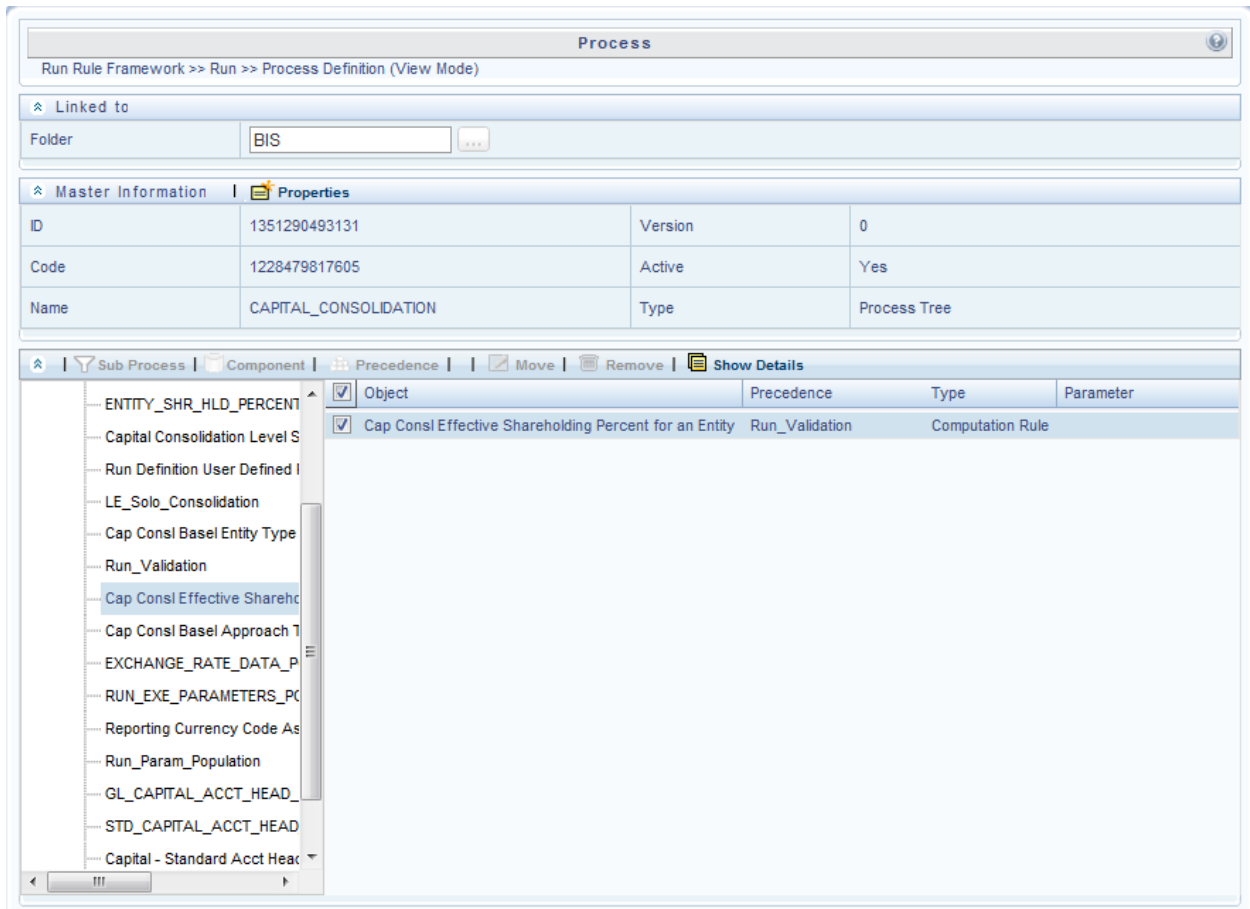 Process
Run Rule Framework >> Run >> Process Definition (View Mode)
Linked to
Folder BIS ...
Master Information | Properties
ID 1351290493131 Version 0
Code 1228479817605 Active Yes
Name CAPITAL_CONSOLIDATION Type Process Tree
| Sub Process | Component | Precedence | | Move | Remove | Show Details
Object Precedence Type Parameter
Cap Consl Effective Shareholding Percent for an Entity Run_Validation Computation Rule
ENTITY_SHR_HLD_PERCENT
Capital Consolidation Level S
Run Definition User Defined
LE_Solo_Consolidation
Cap Consl Basel Entity Type
Run_Validation
Cap Consl Effective Shareho
Cap Consl Basel Approach T
EXCHANGE_RATE_DATA_P
RUN_EXE_PARAMETERS_PO
Reporting Currency Code As
Run_Param_Population
GL_CAPITAL_ACCT_HEAD_
STD_CAPITAL_ACCT_HEAD
Capital - Standard Acct Head